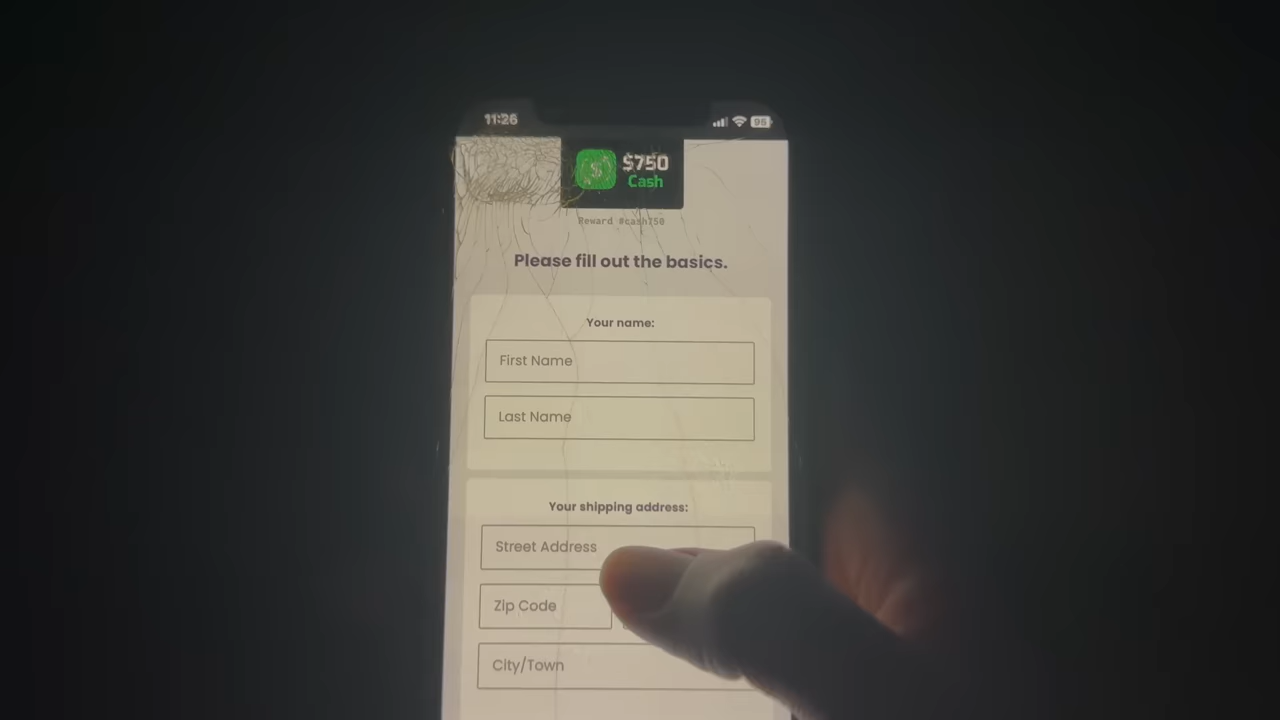 11:26
95
$750
Cash
Reward #cash750
Please fill out the basics.
Your name:
First Name
Last Name
Your shipping address:
Street Address
Zip Code
City/Town